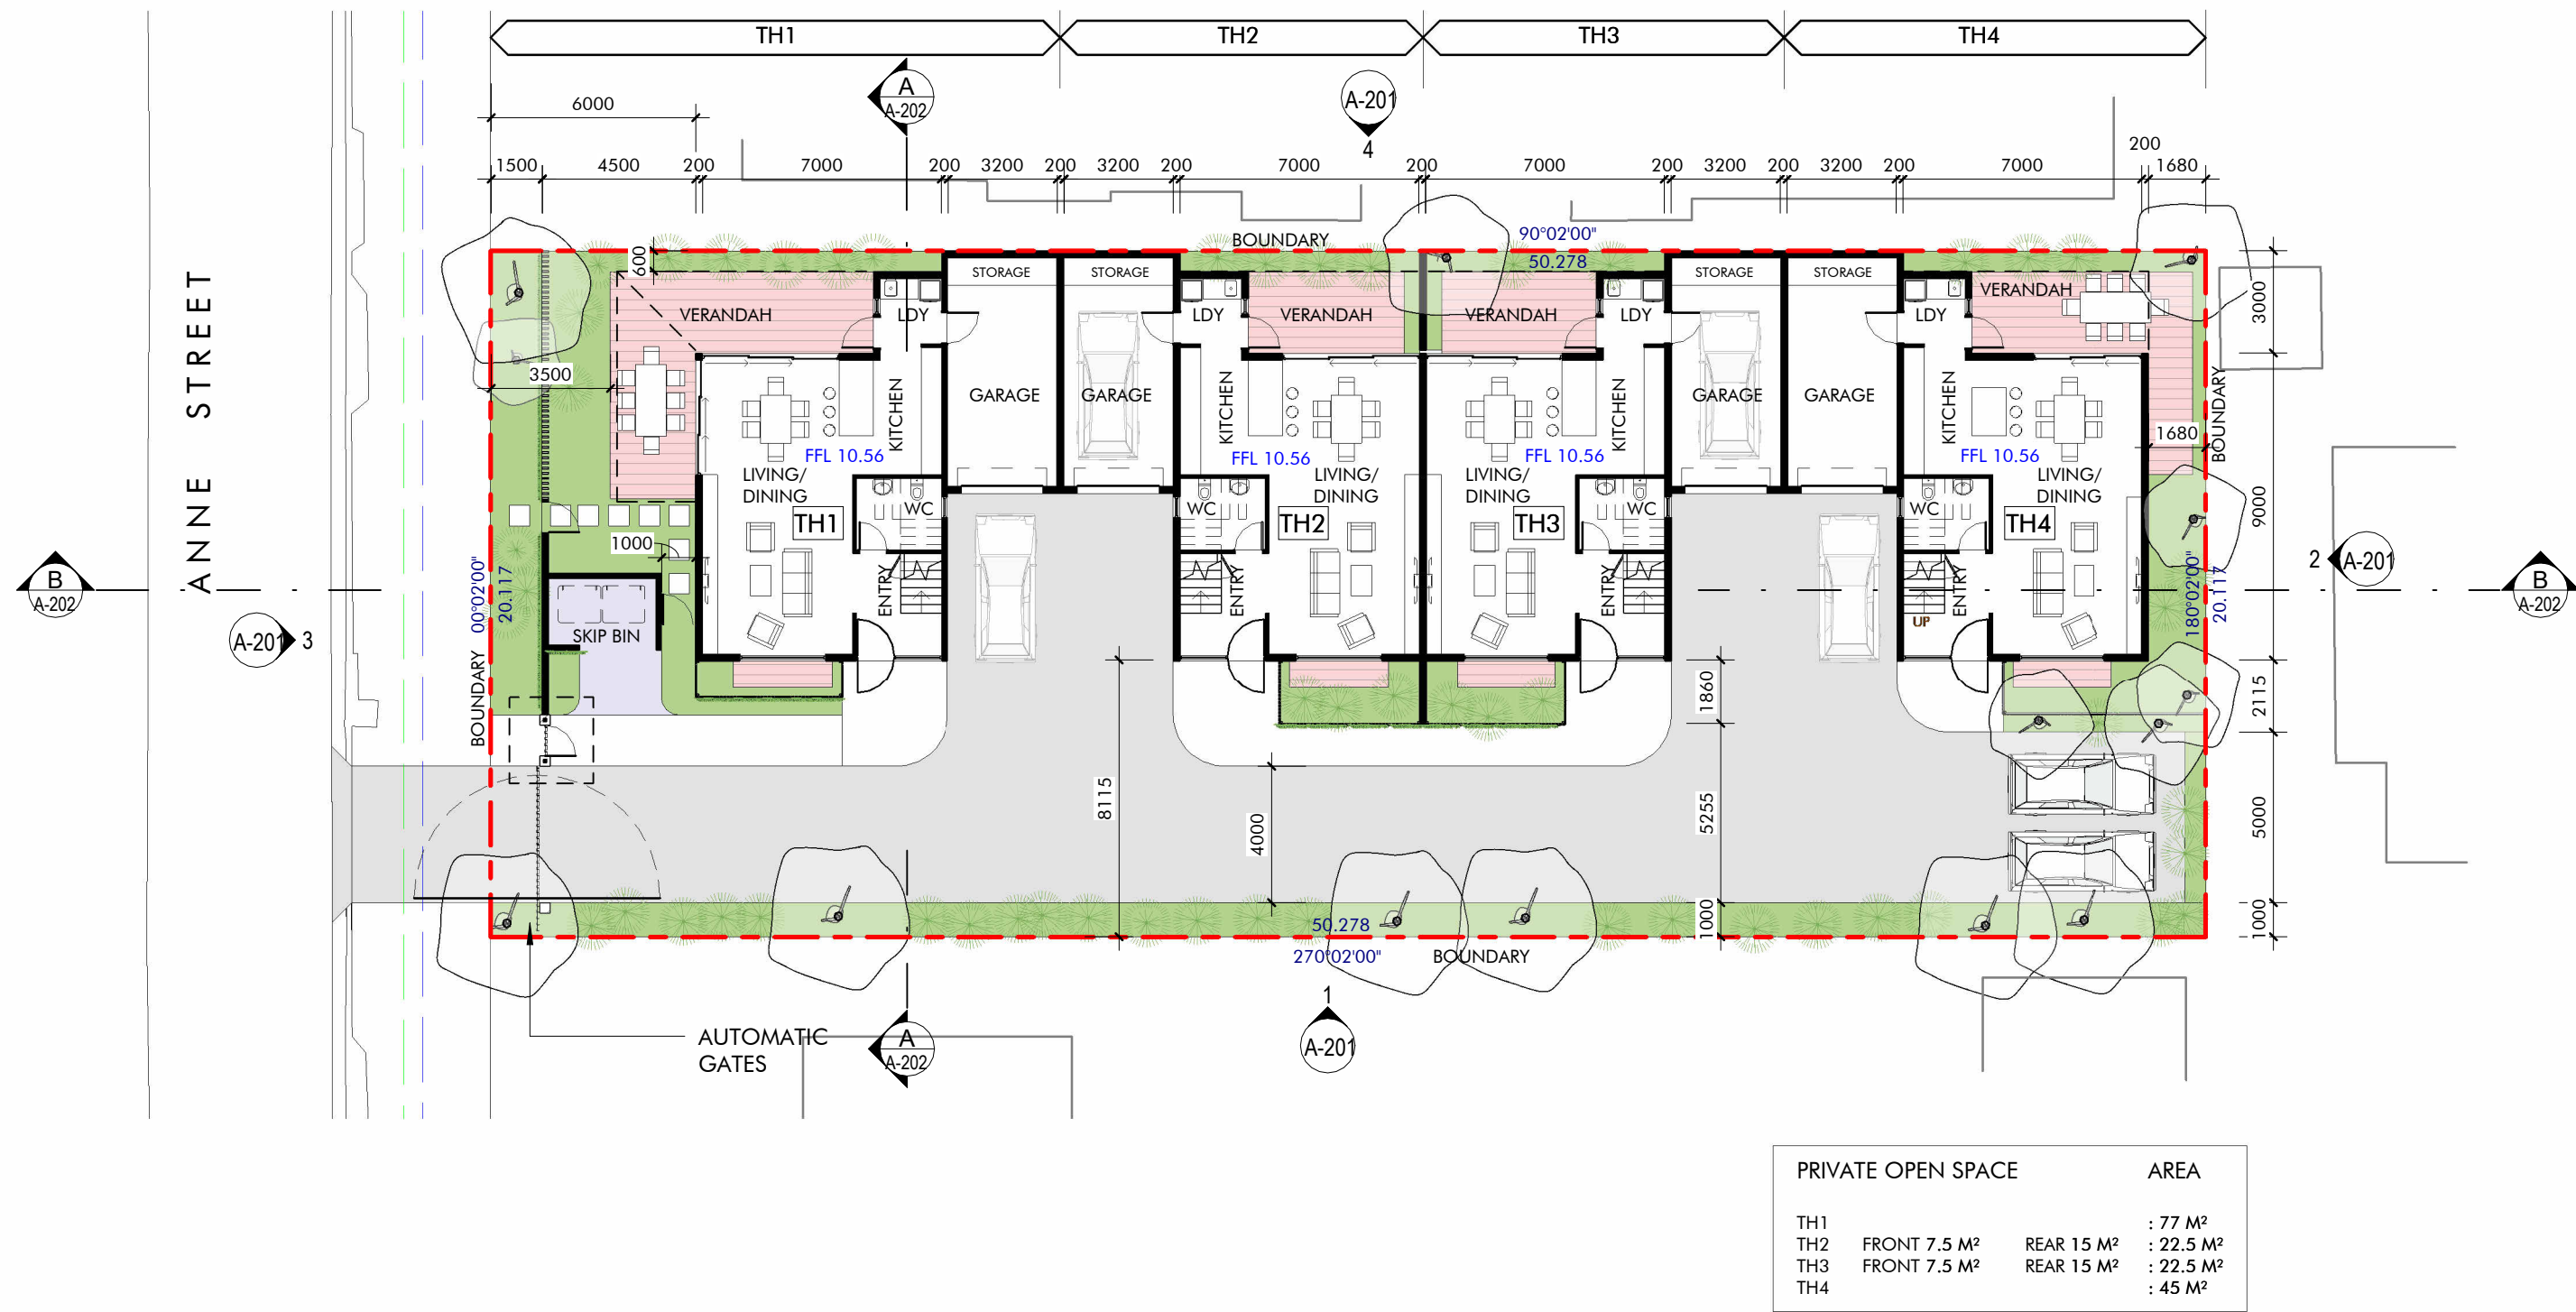 TH1 TH2 TH3 TH4
A
A-202
A-201
4
6000
200
1500 4500 200 7000 200 3200 200 3200 200 7000 200 7000 200 3200 200 3200 200 7000 1680
BOUNDARY
90°02'00"
50.278
600
3000
STORAGE STORAGE STORAGE STORAGE
VERANDAH LDY LDY VERANDAH VERANDAH LDY LDY VERANDAH
ANNE STREET
3500
KITCHEN GARAGE GARAGE KITCHEN KITCHEN GARAGE GARAGE KITCHEN
BOUNDARY
1680
FFL 10.56 FFL 10.56 FFL 10.56 FFL 10.56
LIVING/
DINING
LIVING/
DINING
LIVING/
DINING
LIVING/
DINING
9000
WC WC WC WC
TH1 TH2 TH3 TH4
1000
B
A-202
00°02'00"
20.117
ENTRY ENTRY ENTRY ENTRY
UP
180°02'00"
20.117
2
A-201
B
A-202
A-201
3
SKIP BIN
BOUNDARY
1860
2115
8115
4000
5255
5000
1000
1000
50.278
270°02'00"
BOUNDARY
1
A-201
AUTOMATIC
GATES
A
A-202
PRIVATE OPEN SPACE AREA
TH1 : 77 M²
TH2 FRONT 7.5 M² REAR 15 M² : 22.5 M²
TH3 FRONT 7.5 M² REAR 15 M² : 22.5 M²
TH4 : 45 M²